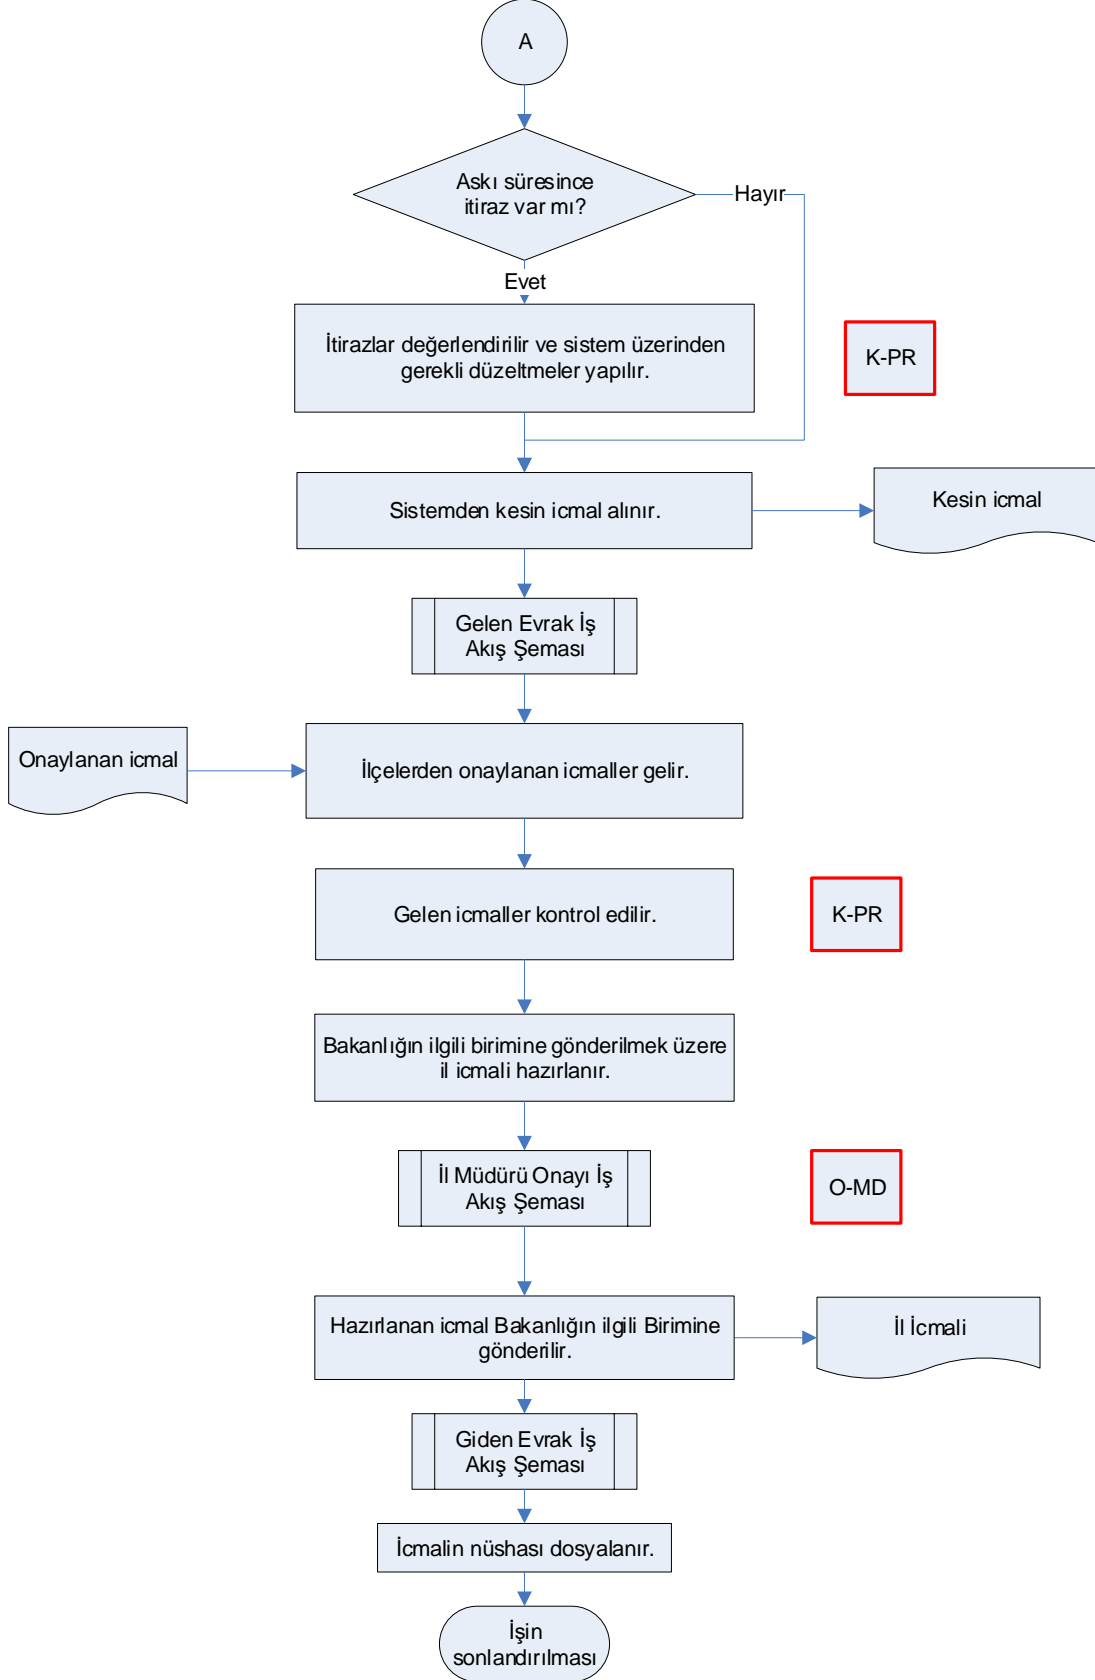 A
Askı süresince
itiraz var mı?
Hayır
Evet
İtirazlar değerlendirilir ve sistem üzerinden
gerekli düzeltmeler yapılır.
K-PR
Sistemden kesin icmal alınır.
Kesin icmal
Gelen Evrak İş
Akış Şeması
Onaylanan icmal
İlçelerden onaylanan icmaller gelir.
Gelen icmaller kontrol edilir.
K-PR
Bakanlığın ilgili birimine gönderilmek üzere
il icmali hazırlanır.
İl Müdürü Onayı İş
Akış Şeması
O-MD
Hazırlanan icmal Bakanlığın ilgili Birimine
gönderilir.
İl İcmali
Giden Evrak İş
Akış Şeması
İcmalin nüshası dosyalanır.
İşin
sonlandırılması